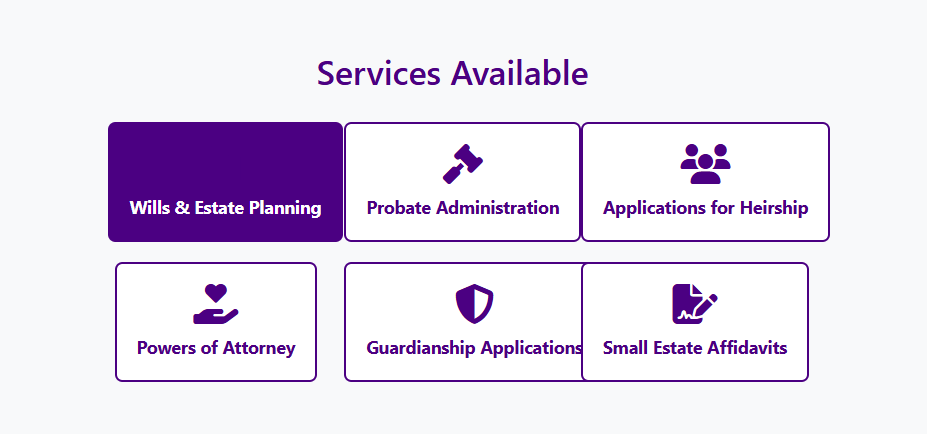 Services Available
Wills & Estate Planning
Probate Administration
Applications for Heirship
Powers of Attorney
Guardianship Applications
Small Estate Affidavits